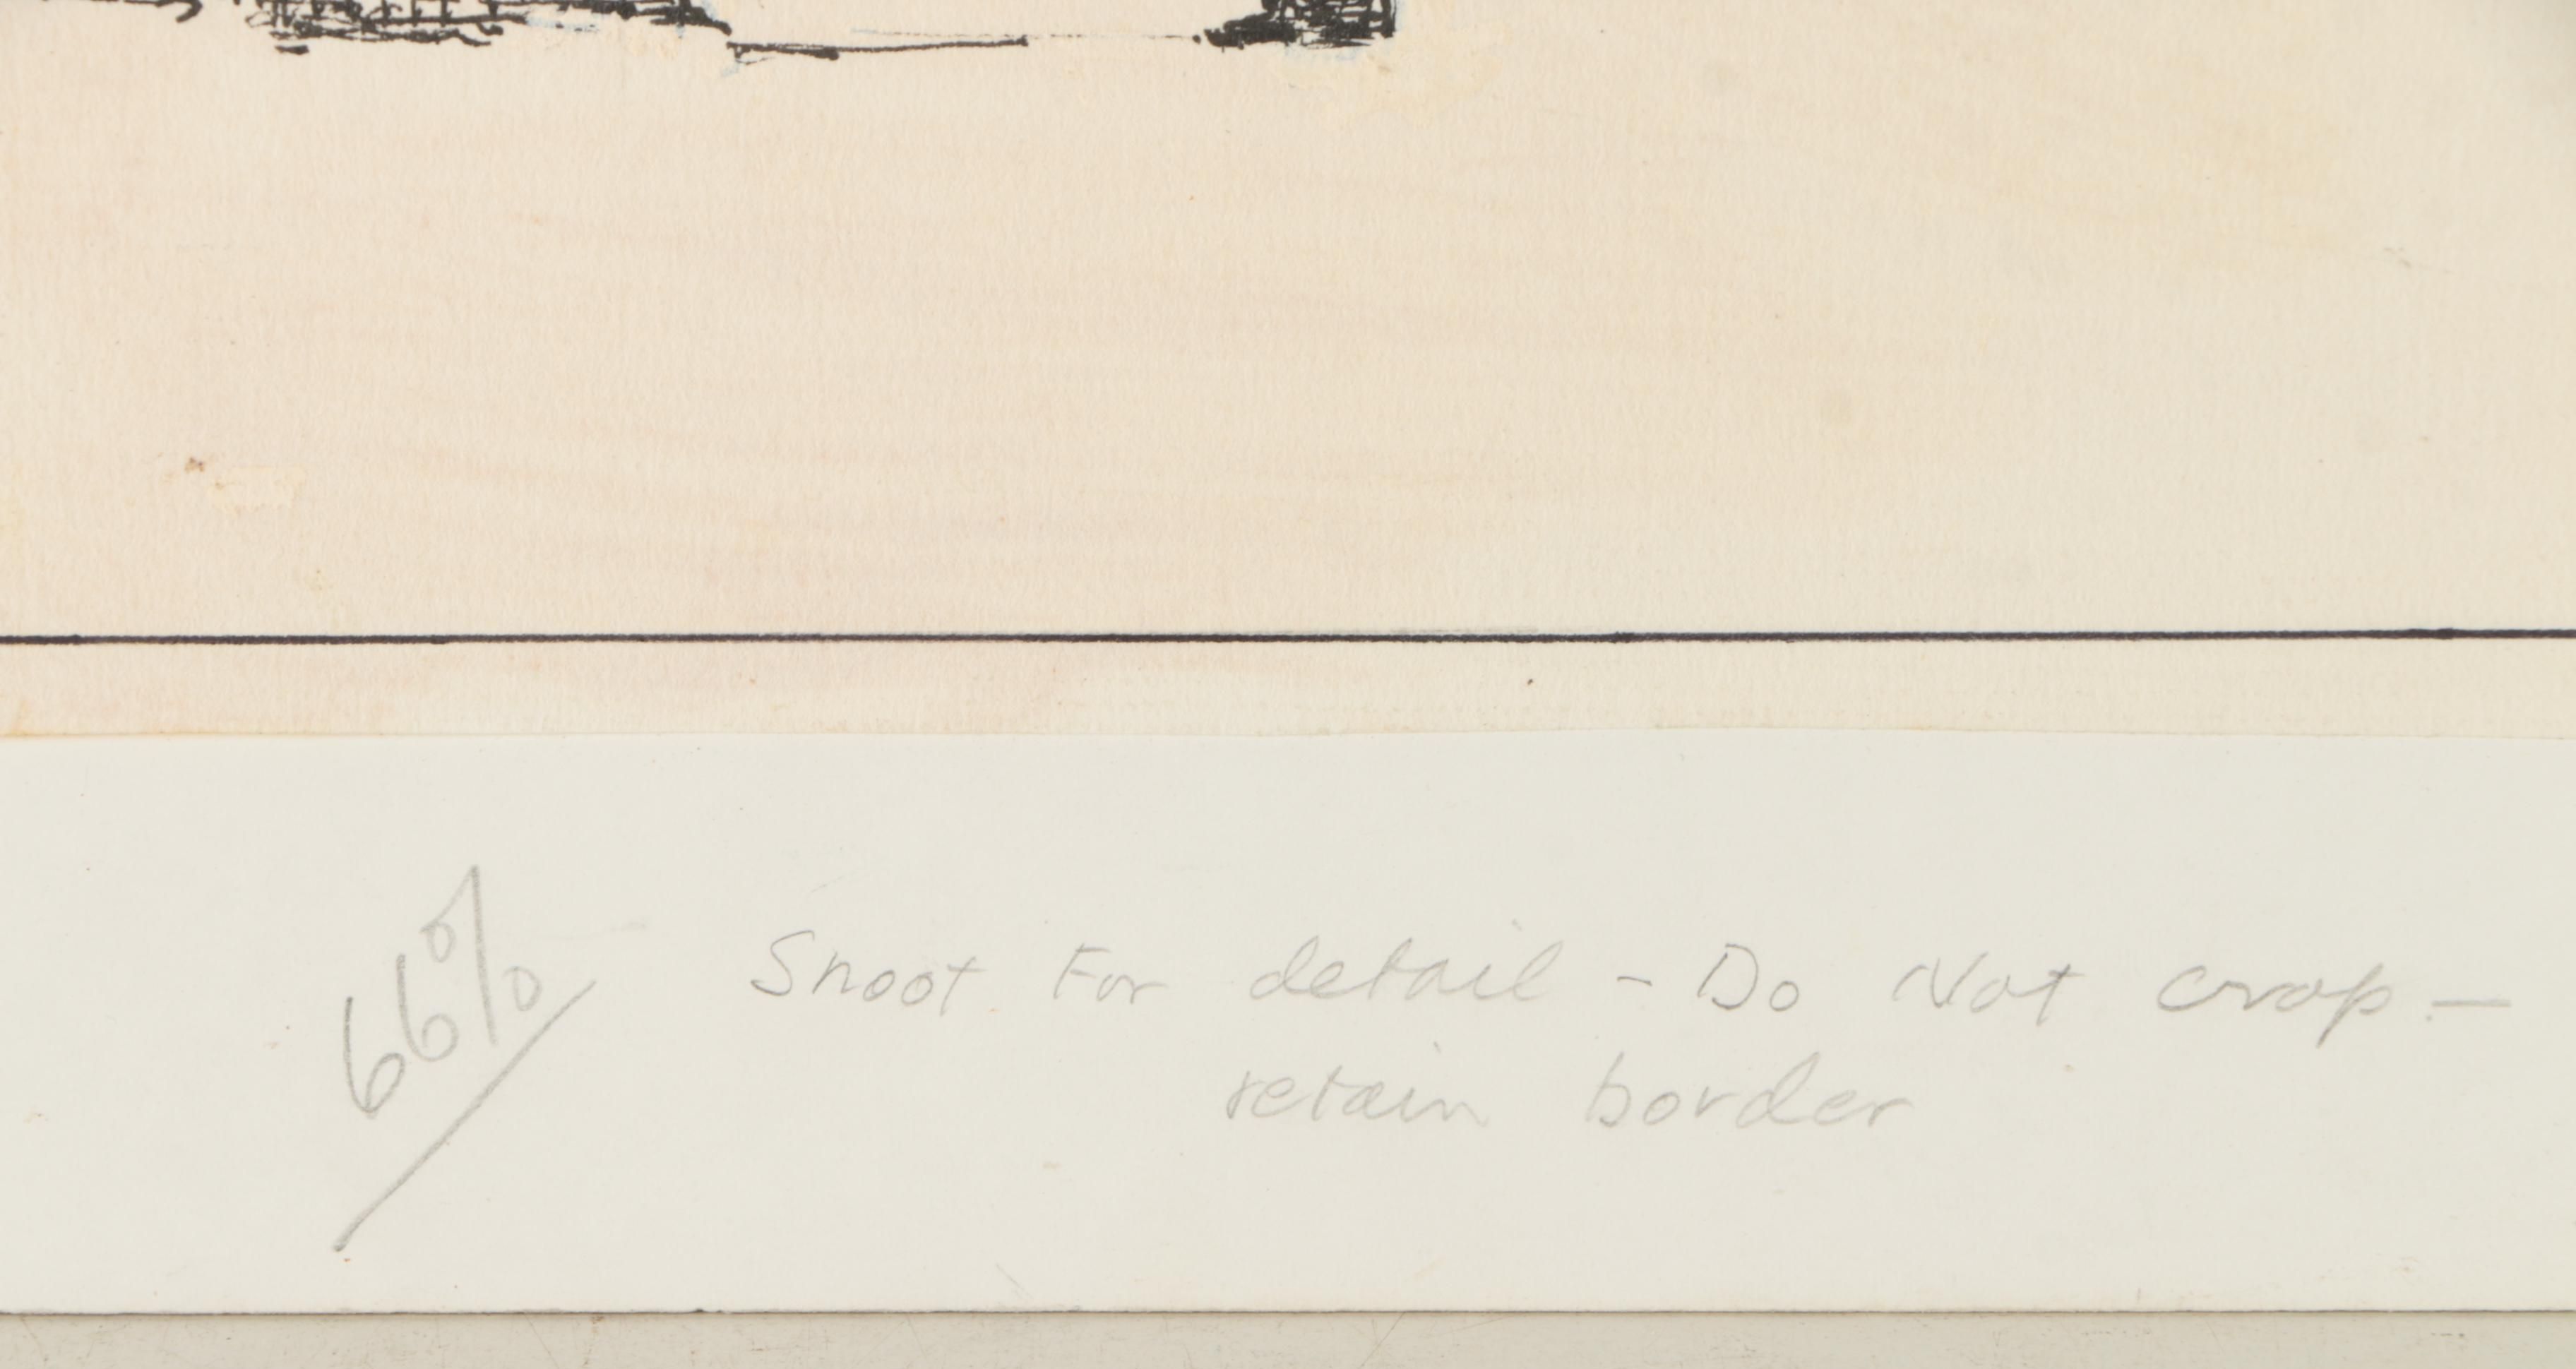 66%
Shoot For detail - Do Not crop -
retain border